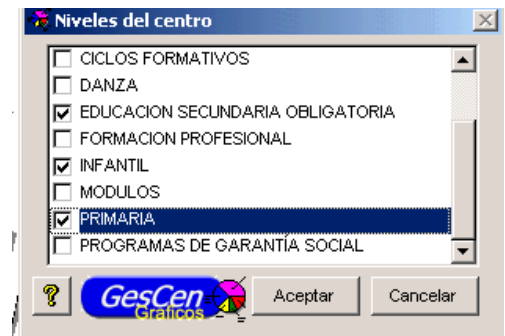 Niveles del centro
CICLOS FORMATIVOS
DANZA
EDUCACION SECUNDARIA OBLIGATORIA
FORMACION PROFESIONAL
INFANTIL
MODULOS
PRIMARIA
PROGRAMAS DE GARANTÍA SOCIAL
? GesCen Aceptar Cancelar
Gráficos